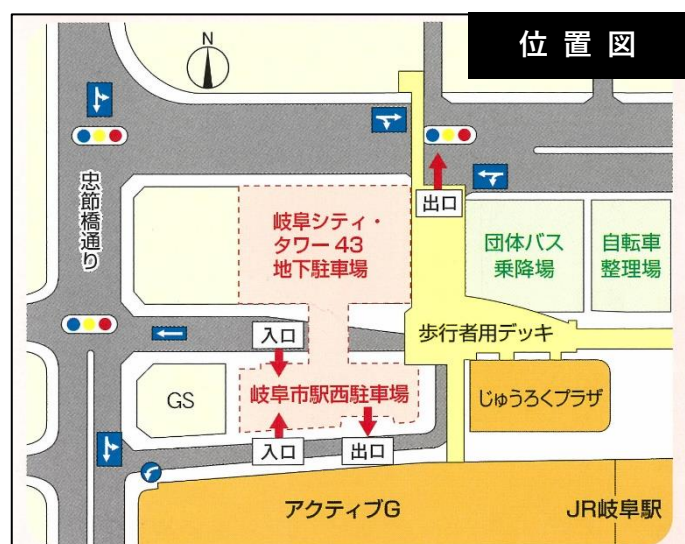 位置図
N
忠節橋通り
岐阜シティ・
タワー43
地下駐車場
出口
団体バス
乗降場
自転車
整理場
入口
歩行者用デッキ
GS
岐阜市駅西駐車場
じゅうろくプラザ
入口
出口
アクティブG
JR岐阜駅